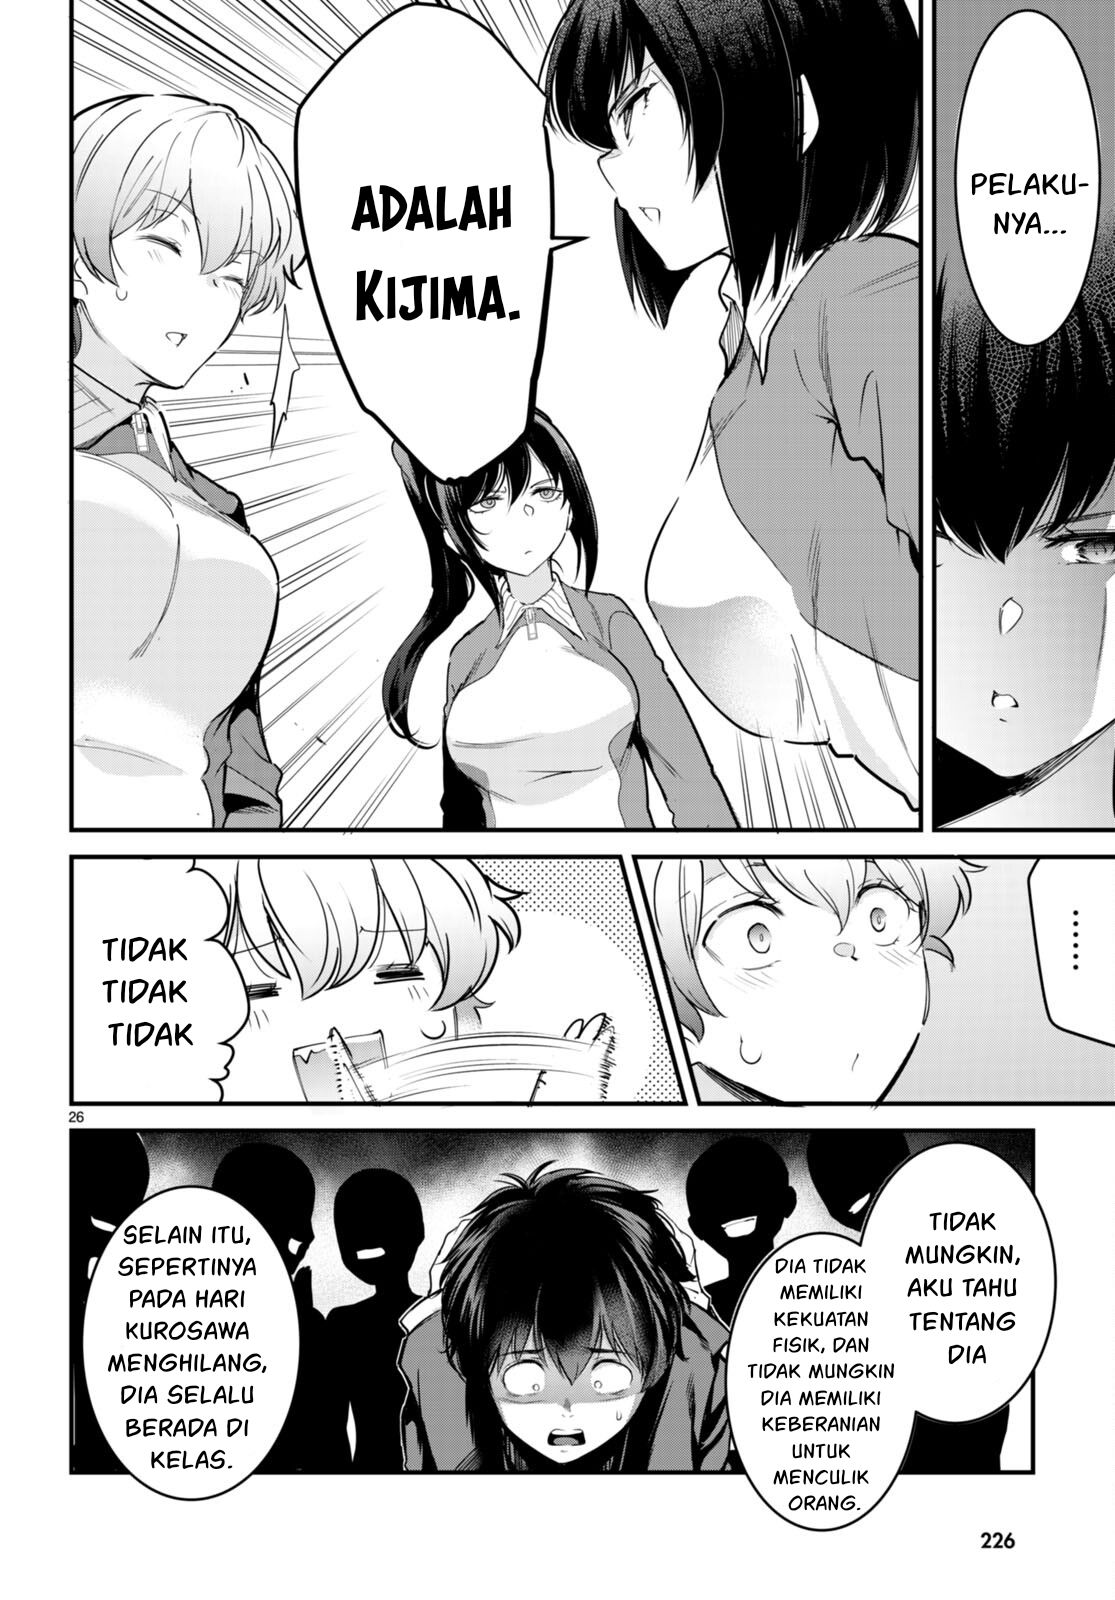 PELAKU-
NYA...
ADALAH
KIJIMA.
......
TIDAK
TIDAK
TIDAK
26
TIDAK
MUNGKIN,
AKU TAHU
TENTANG
DIA
DIA TIDAK
MEMILIKI
KEKUATAN
FISIK, DAN
TIDAK MUNGKIN
DIA MEMILIKI
KEBERANIAN
UNTUK
MENCULIK
ORANG.
SELAIN ITU,
SEPERTINYA
PADA HARI
KUROSAWA
MENGHILANG,
DIA SELALU
BERADA DI
KELAS.
226